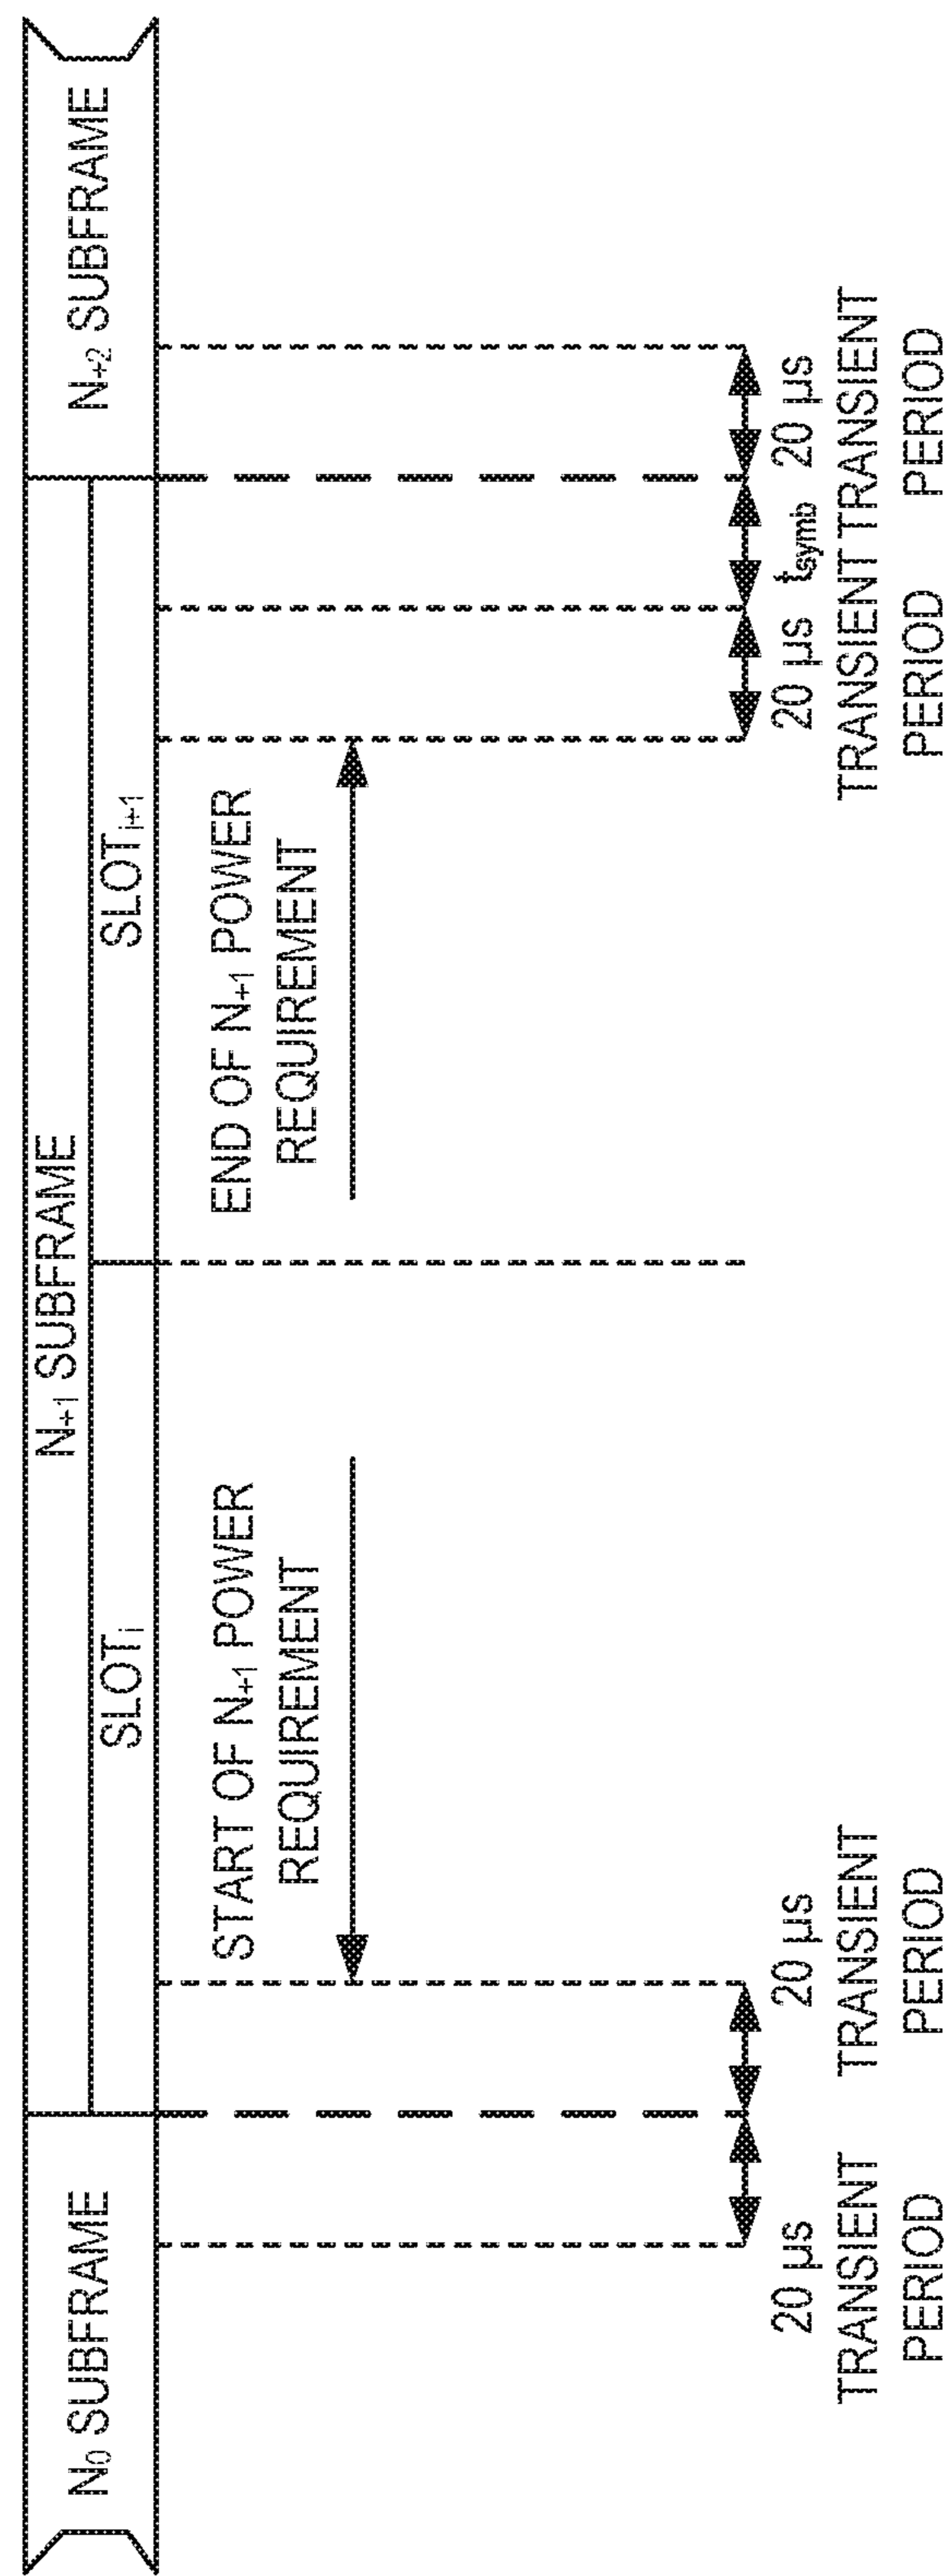 N₀ SUBFRAME
N₊₁ SUBFRAME
N₊₂ SUBFRAME
SLOTᵢ
SLOTᵢ₊₁
START OF N₊₁ POWER
REQUIREMENT
END OF N₊₁ POWER
REQUIREMENT
20 µs
TRANSIENT
PERIOD
20 µs
TRANSIENT
PERIOD
20 µs
TRANSIENT
PERIOD
tsymb
20 µs
TRANSIENT
PERIOD